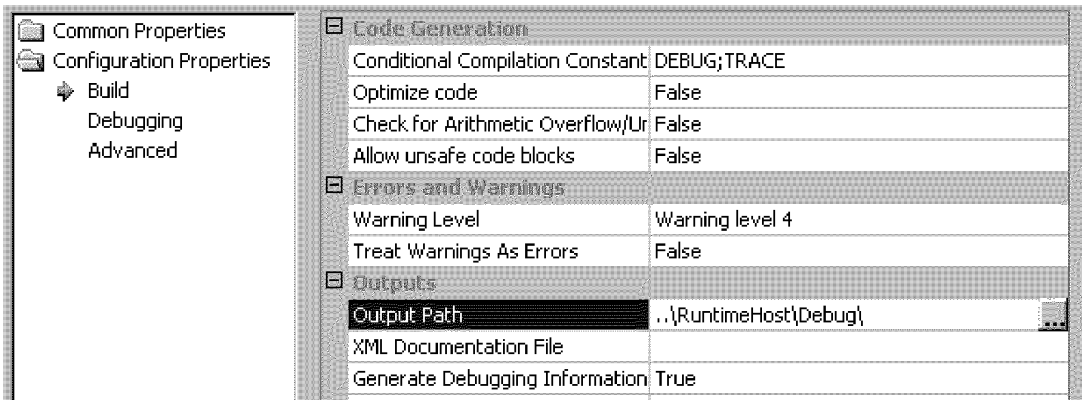 Common Properties
Configuration Properties
Build
Debugging
Advanced
Code Generation
Conditional Compilation Constant DEBUG;TRACE
Optimize code False
Check for Arithmetic Overflow/Ur False
Allow unsafe code blocks False
Errors and Warnings
Warning Level Warning level 4
Treat Warnings As Errors False
Outputs
Output Path ..\RuntimeHost\Debug\ ...
XML Documentation File
Generate Debugging Information True